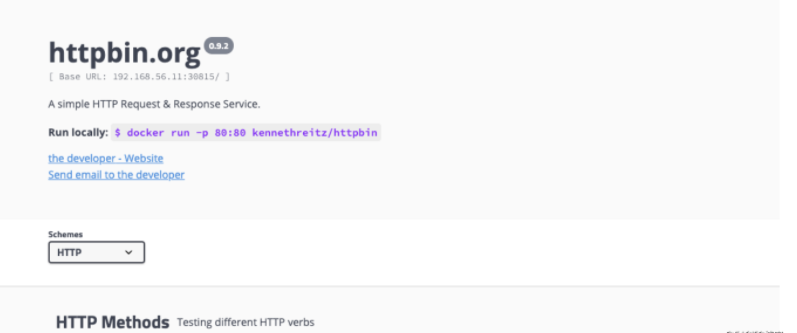 httpbin.org 0.9.2
[ Base URL: 192.168.56.11:30815/ ]
A simple HTTP Request & Response Service.
Run locally: $ docker run -p 80:80 kennethreitz/httpbin
the developer - Website
Send email to the developer
Schemes
HTTP
HTTP Methods Testing different HTTP verbs